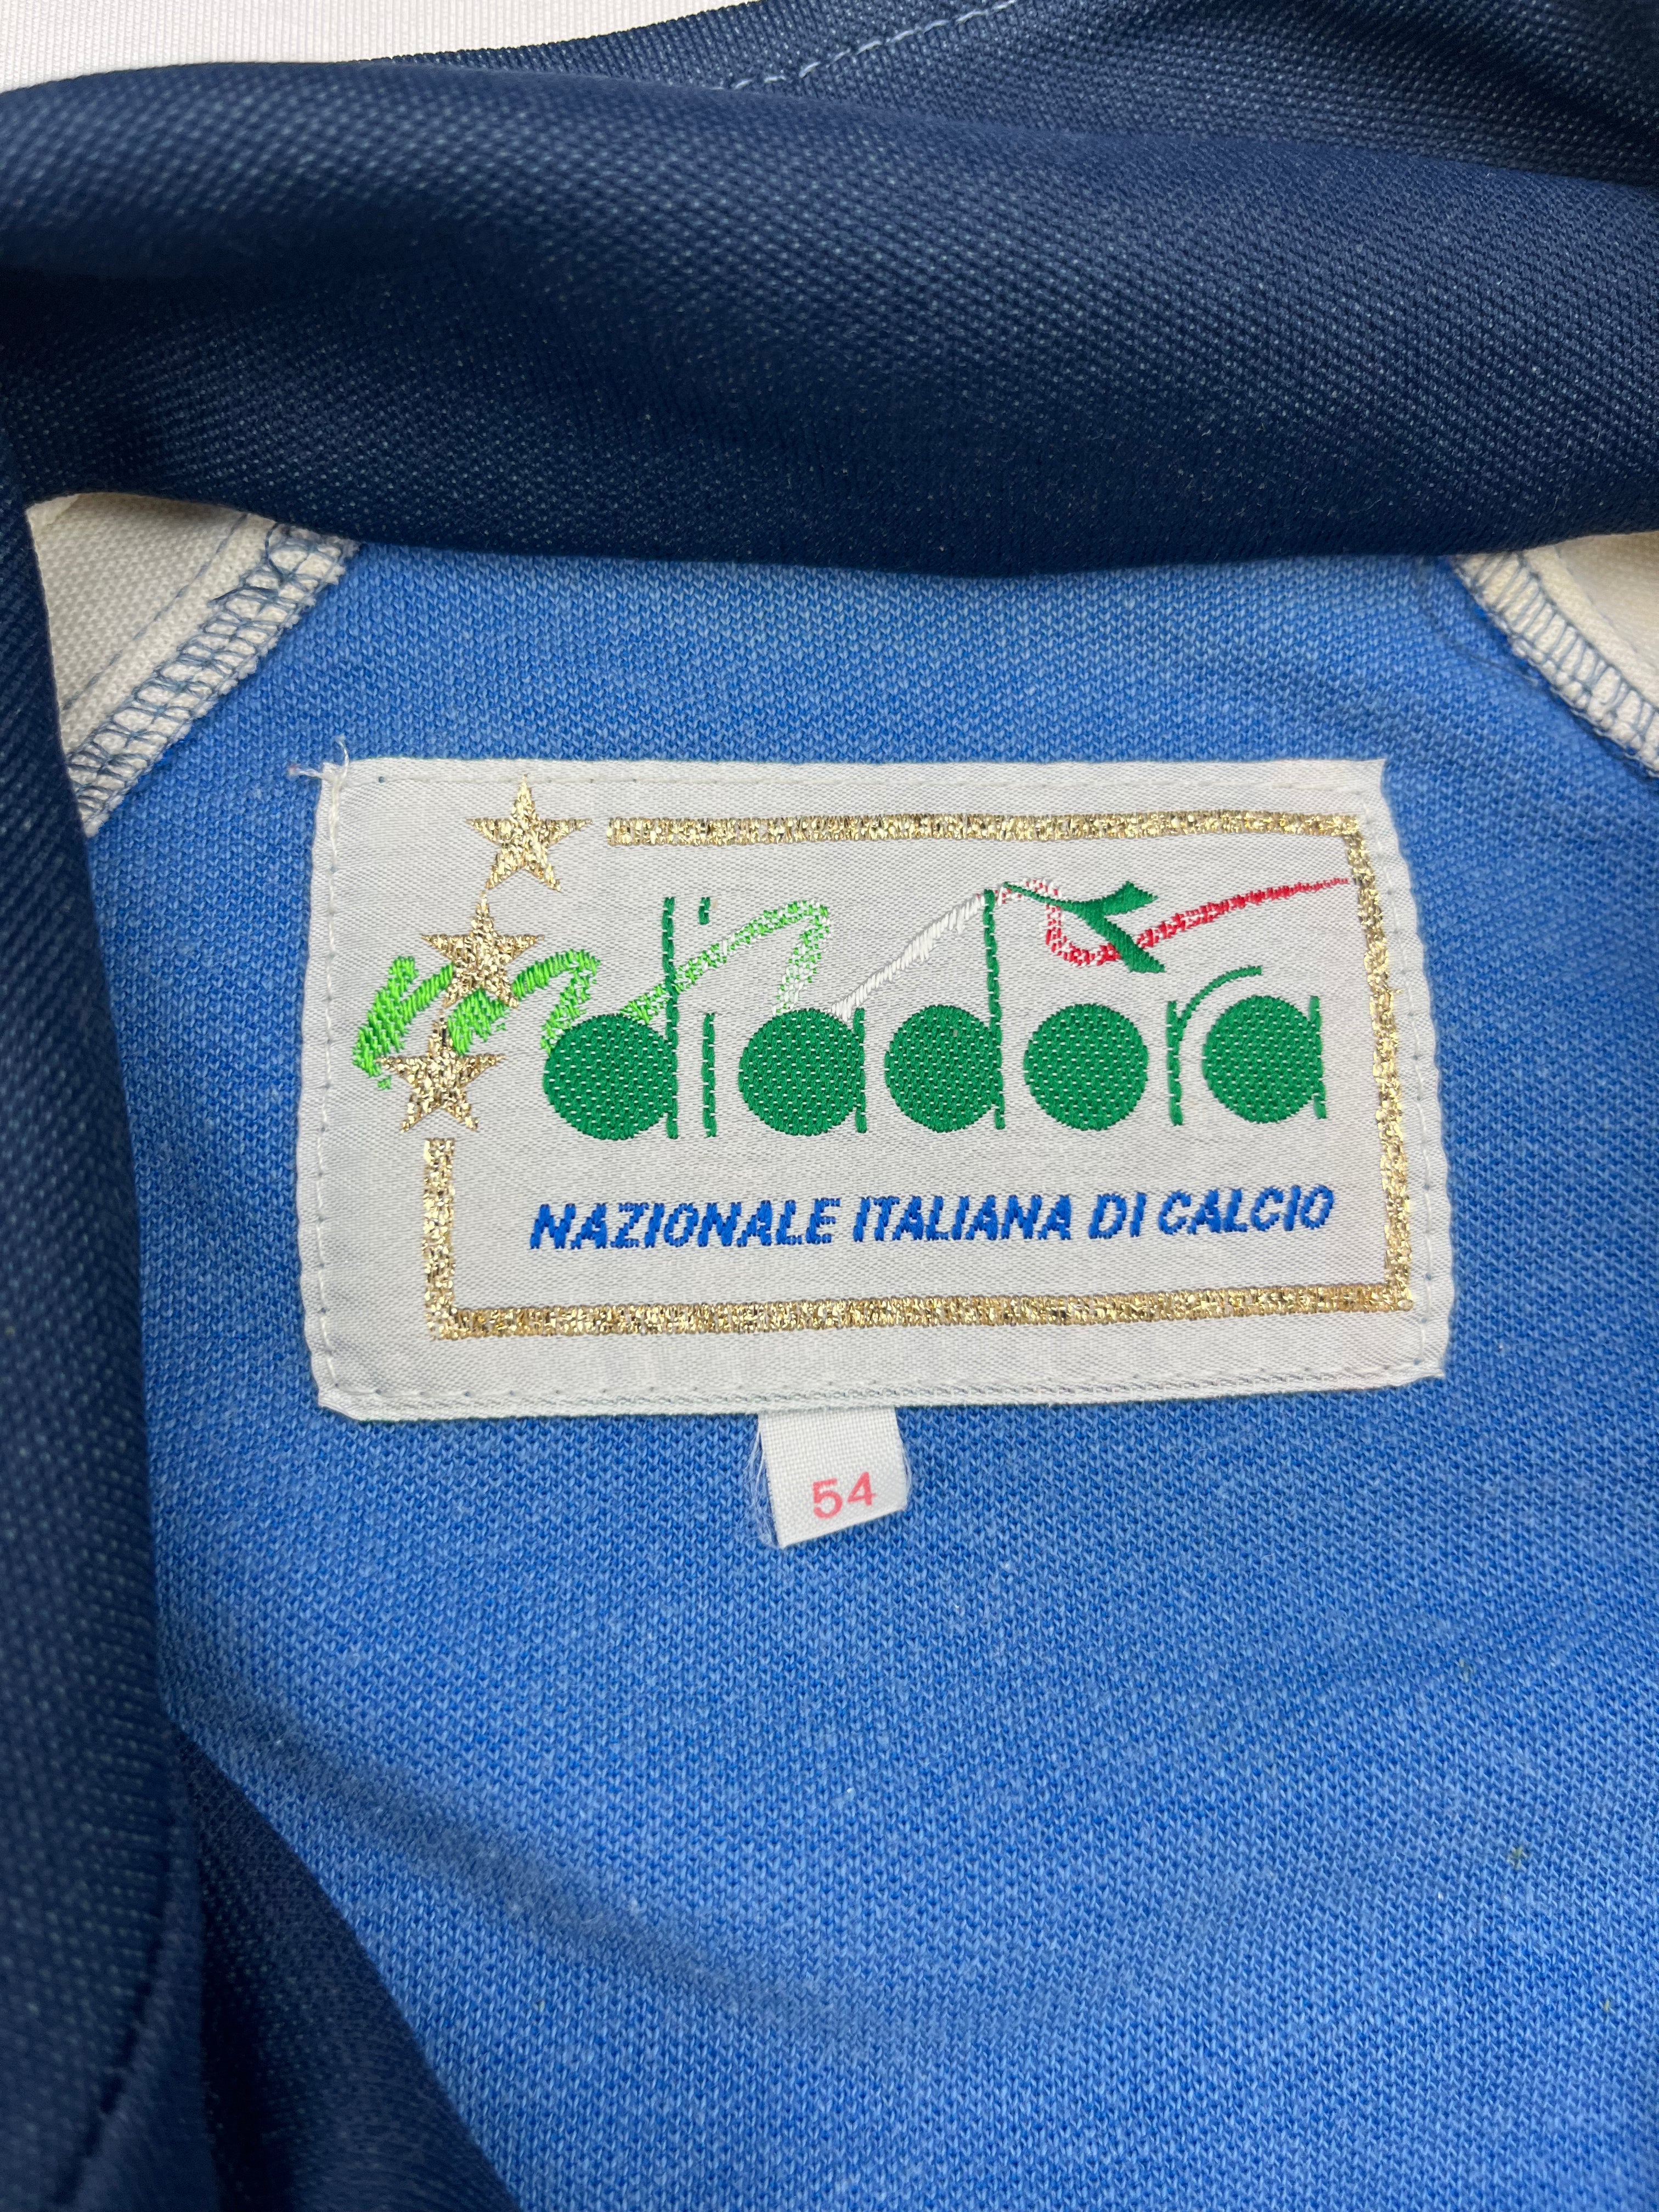 diadora
NAZIONALE ITALIANA DI CALCIO
54